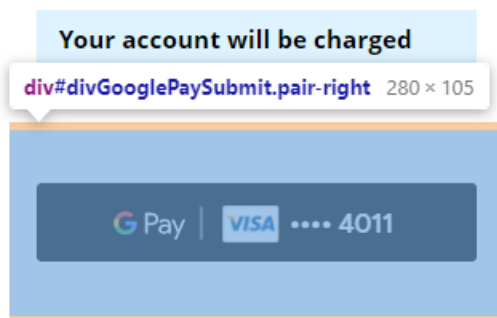 Your account will be charged
div#divGooglePaySubmit.pair-right 280 × 105
G Pay | VISA •••• 4011